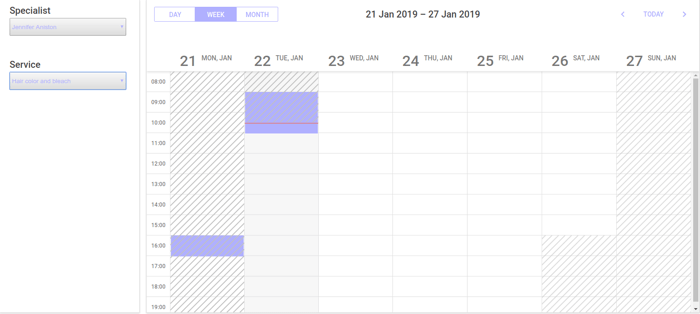 Specialist
Jennifer Aniston
Service
Hair color and bleach
DAY WEEK MONTH
21 Jan 2019 – 27 Jan 2019
TODAY
21 MON, JAN
22 TUE, JAN
23 WED, JAN
24 THU, JAN
25 FRI, JAN
26 SAT, JAN
27 SUN, JAN
08:00
09:00
10:00
11:00
12:00
13:00
14:00
15:00
16:00
17:00
18:00
19:00